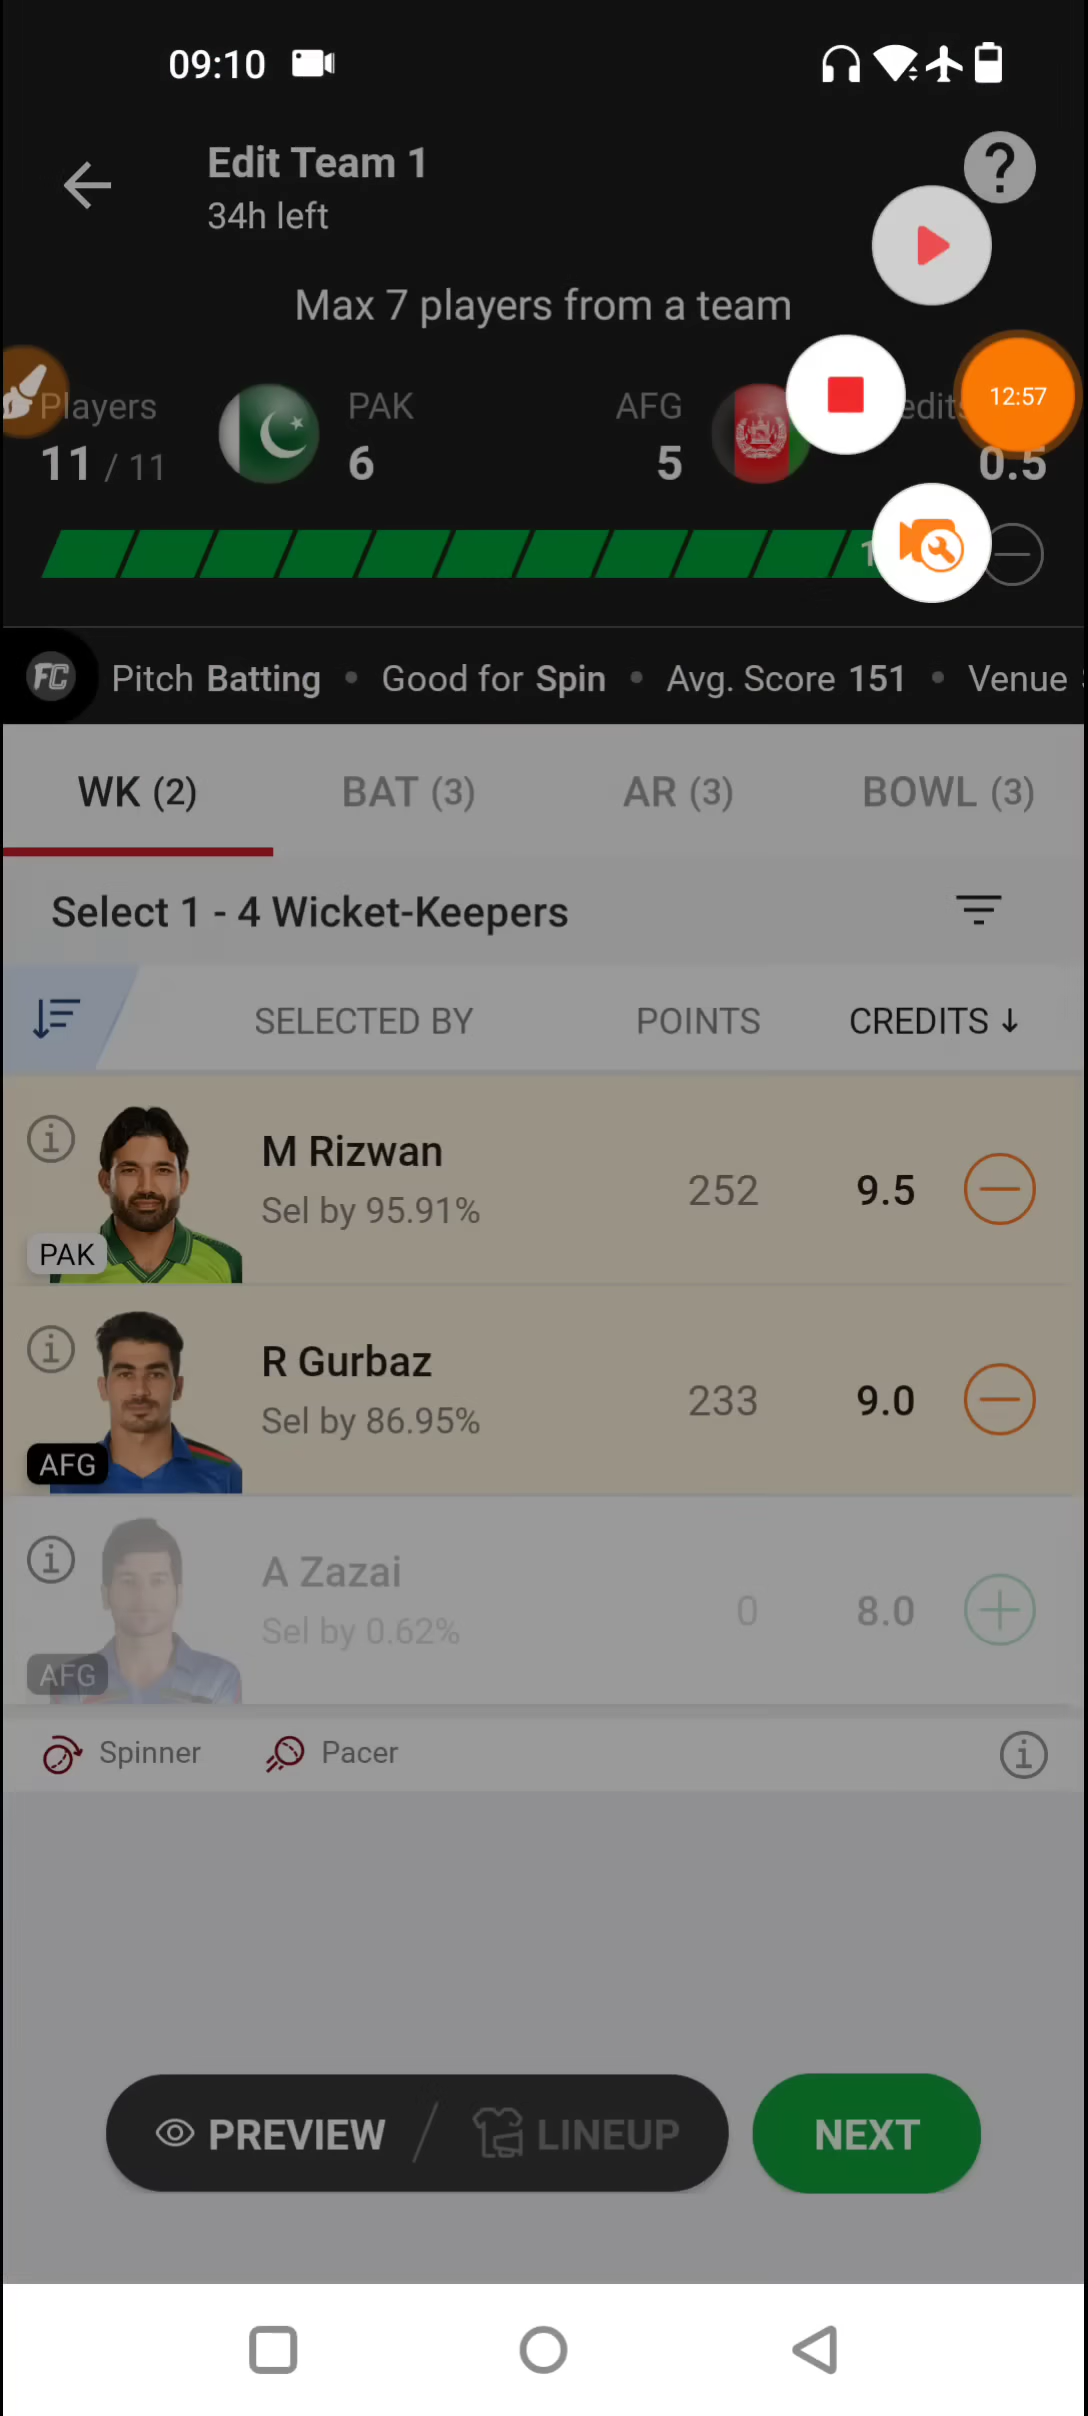 09:10
Edit Team 1
34h left
Max 7 players from a team
Players
11 / 11
PAK
6
AFG
5
12:57
0.5
FC Pitch Batting • Good for Spin • Avg. Score 151 • Venue
WK (2) BAT (3) AR (3) BOWL (3)
Select 1 - 4 Wicket-Keepers
SELECTED BY POINTS CREDITS ↓
M Rizwan
Sel by 95.91%
252 9.5
PAK
R Gurbaz
Sel by 86.95%
233 9.0
AFG
A Zazai
Sel by 0.62%
0 8.0
AFG
Spinner Pacer
PREVIEW / LINEUP NEXT